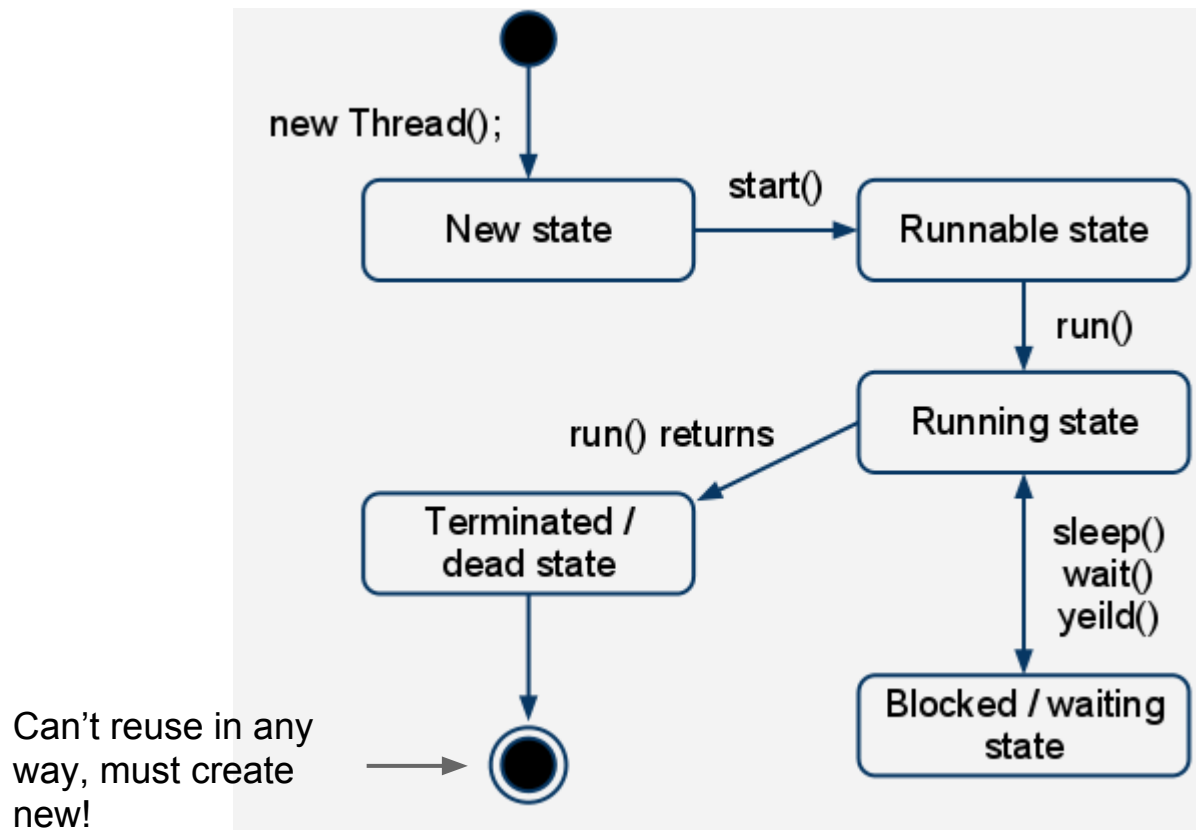 new Thread();
New state
start()
Runnable state
run()
Running state
run() returns
Terminated /
dead state
sleep()
wait()
yeild()
Blocked / waiting
state
Can’t reuse in any
way, must create
new!